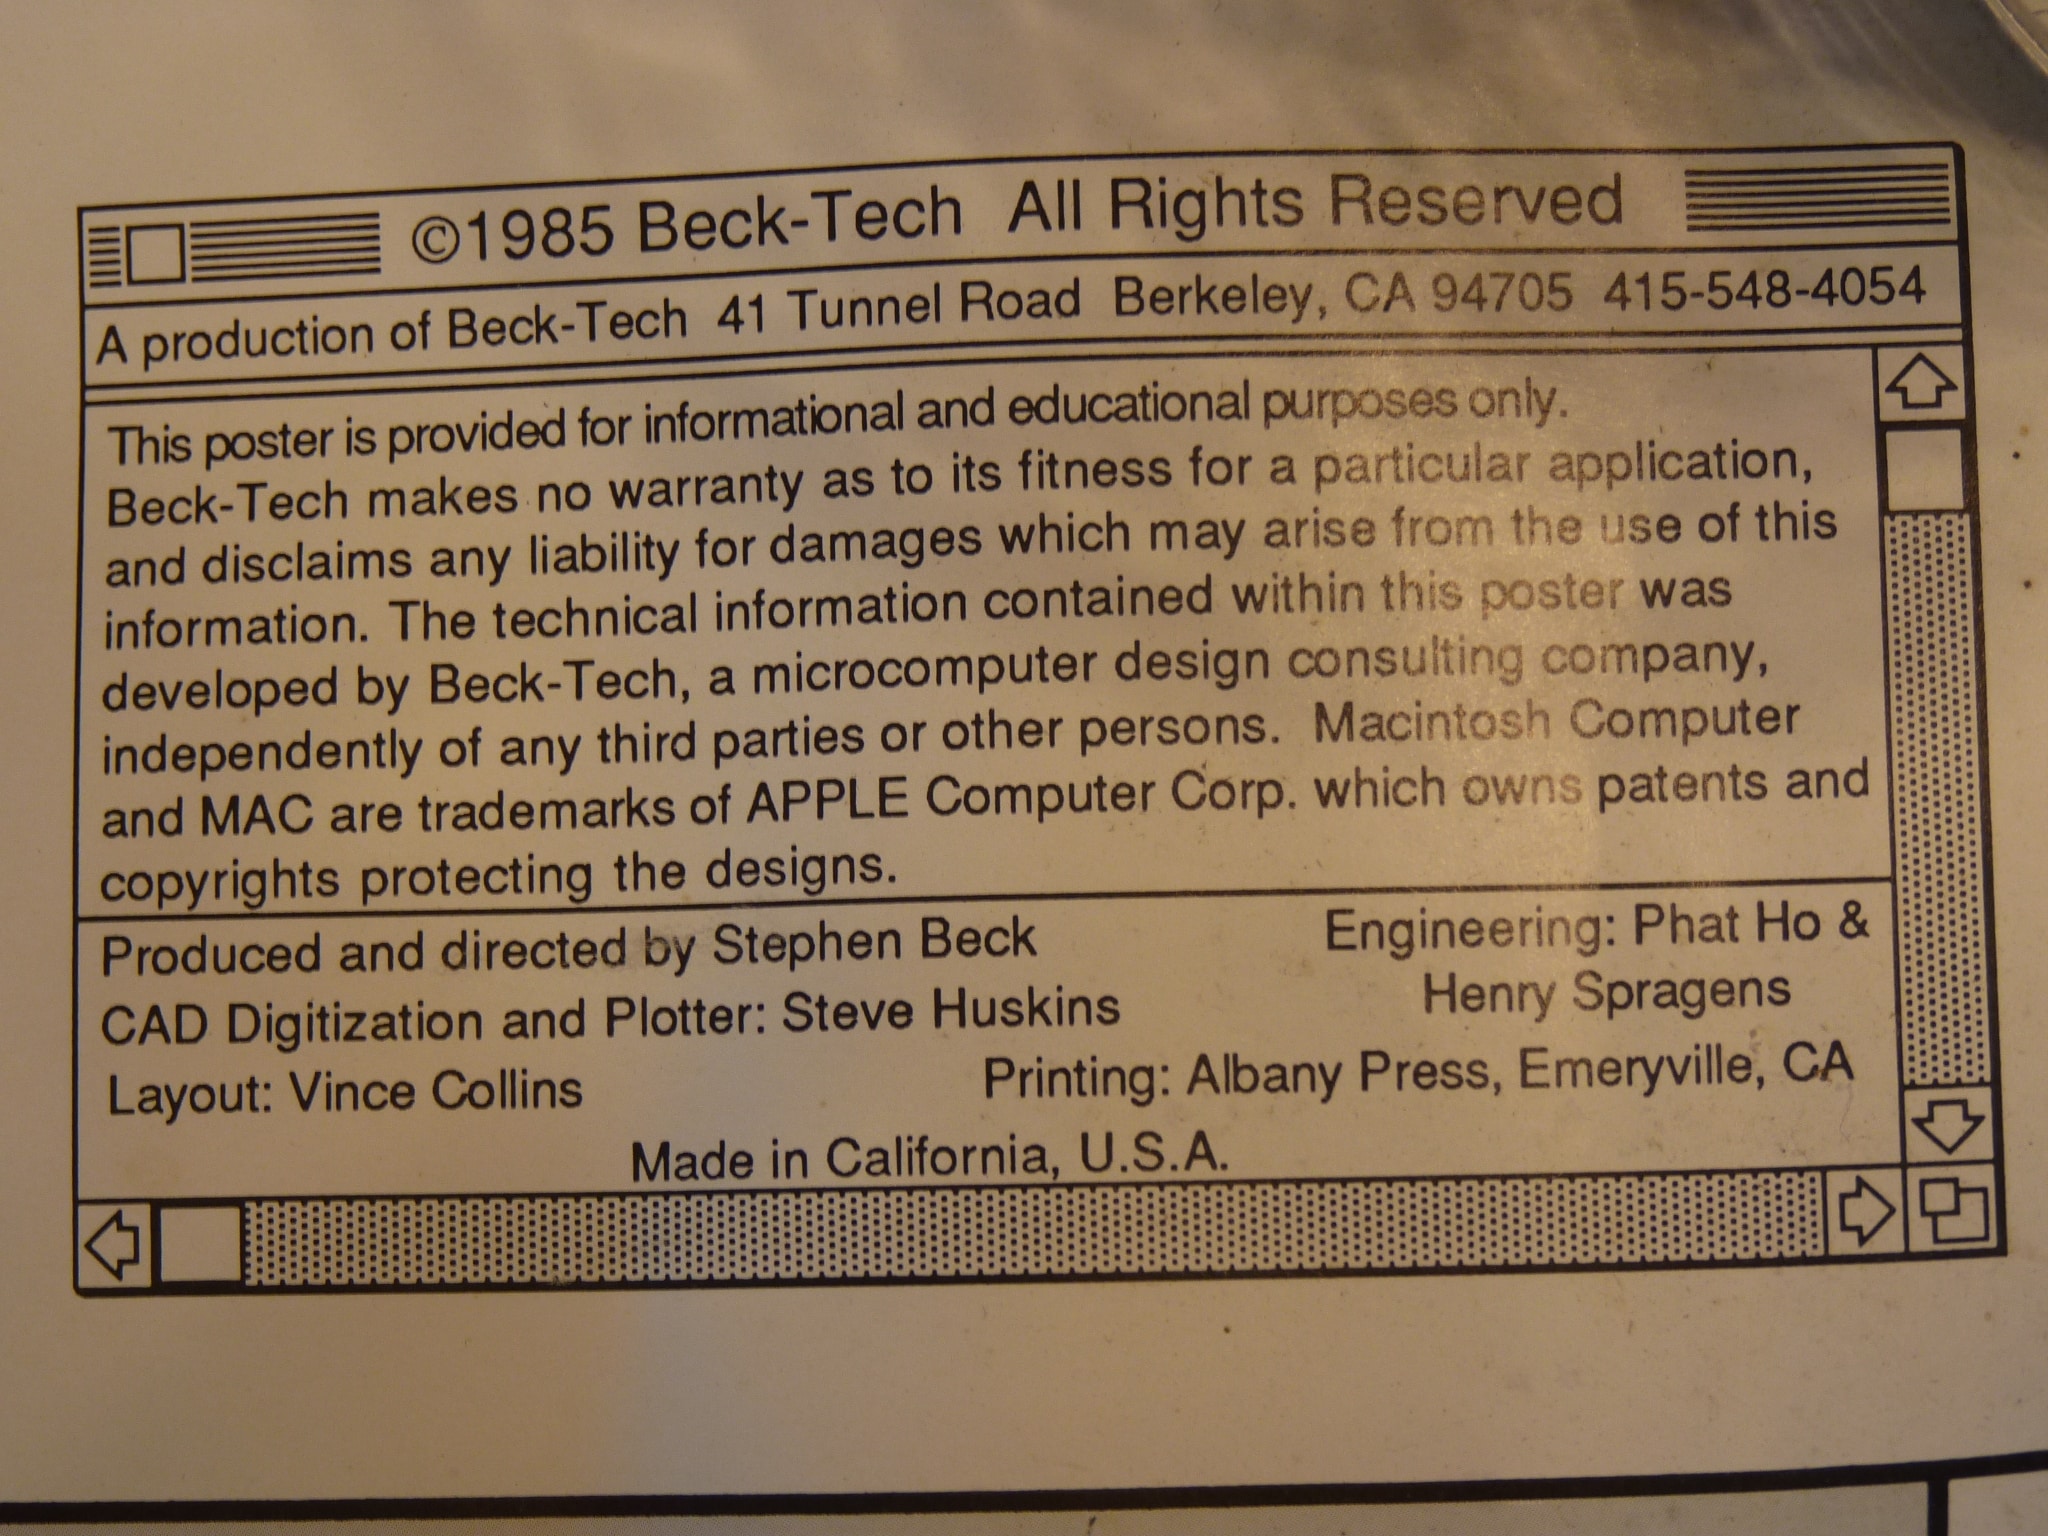 ©1985 Beck-Tech All Rights Reserved
A production of Beck-Tech 41 Tunnel Road Berkeley, CA 94705 415-548-4054
This poster is provided for informational and educational purposes only.
Beck-Tech makes no warranty as to its fitness for a particular application,
and disclaims any liability for damages which may arise from the use of this
information. The technical information contained within this poster was
developed by Beck-Tech, a microcomputer design consulting company,
independently of any third parties or other persons. Macintosh Computer
and MAC are trademarks of APPLE Computer Corp. which owns patents and
copyrights protecting the designs.
Produced and directed by Stephen Beck
Engineering: Phat Ho &
Henry Spragens
CAD Digitization and Plotter: Steve Huskins
Layout: Vince Collins
Printing: Albany Press, Emeryville, CA
Made in California, U.S.A.